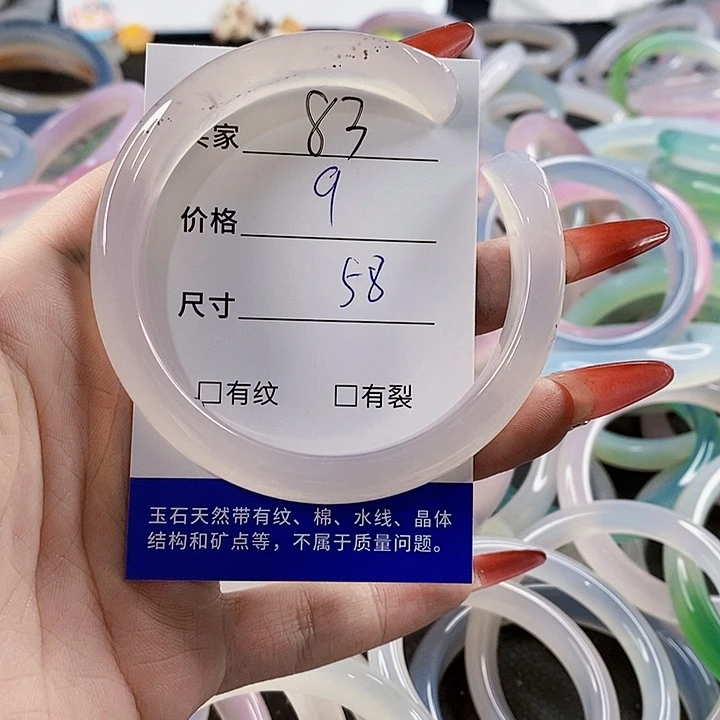 家 83
价格 9
尺寸 58
□有纹 □有裂
玉石天然带有纹、棉、水线、晶体
结构和矿点等，不属于质量问题。